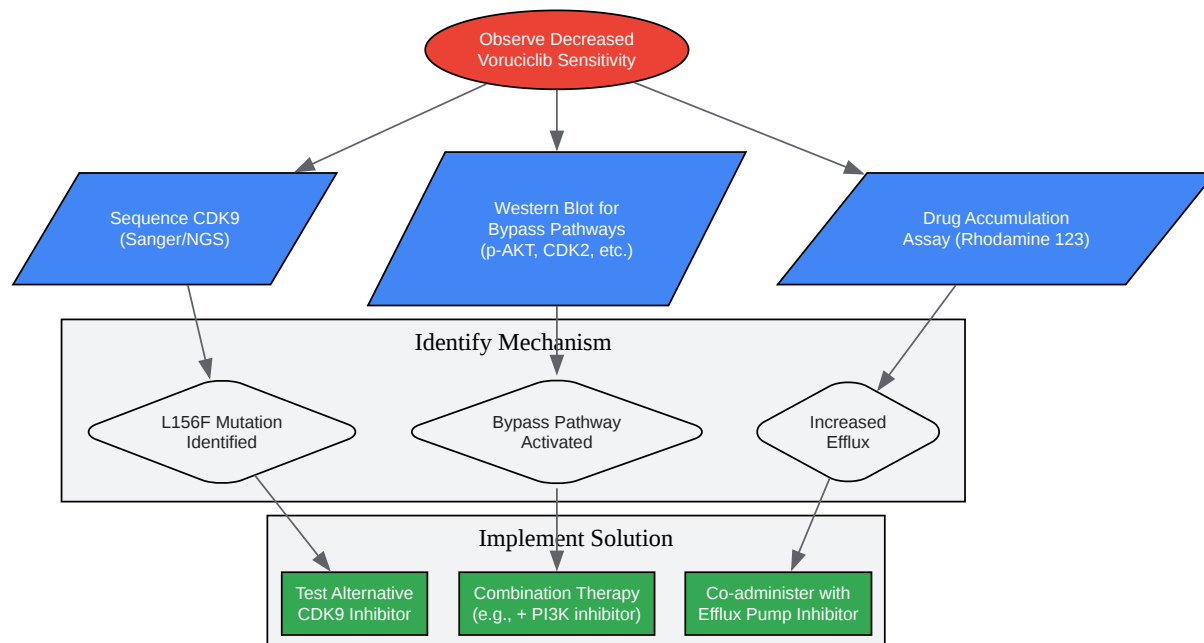 Observe Decreased
Voruciclib Sensitivity
Sequence CDK9
(Sanger/NGS)
Western Blot for
Bypass Pathways
(p-AKT, CDK2, etc.)
Drug Accumulation
Assay (Rhodamine 123)
Identify Mechanism
L156F Mutation
Identified
Bypass Pathway
Activated
Increased
Efflux
Implement Solution
Test Alternative
CDK9 Inhibitor
Combination Therapy
(e.g., + PI3K inhibitor)
Co-administer with
Efflux Pump Inhibitor